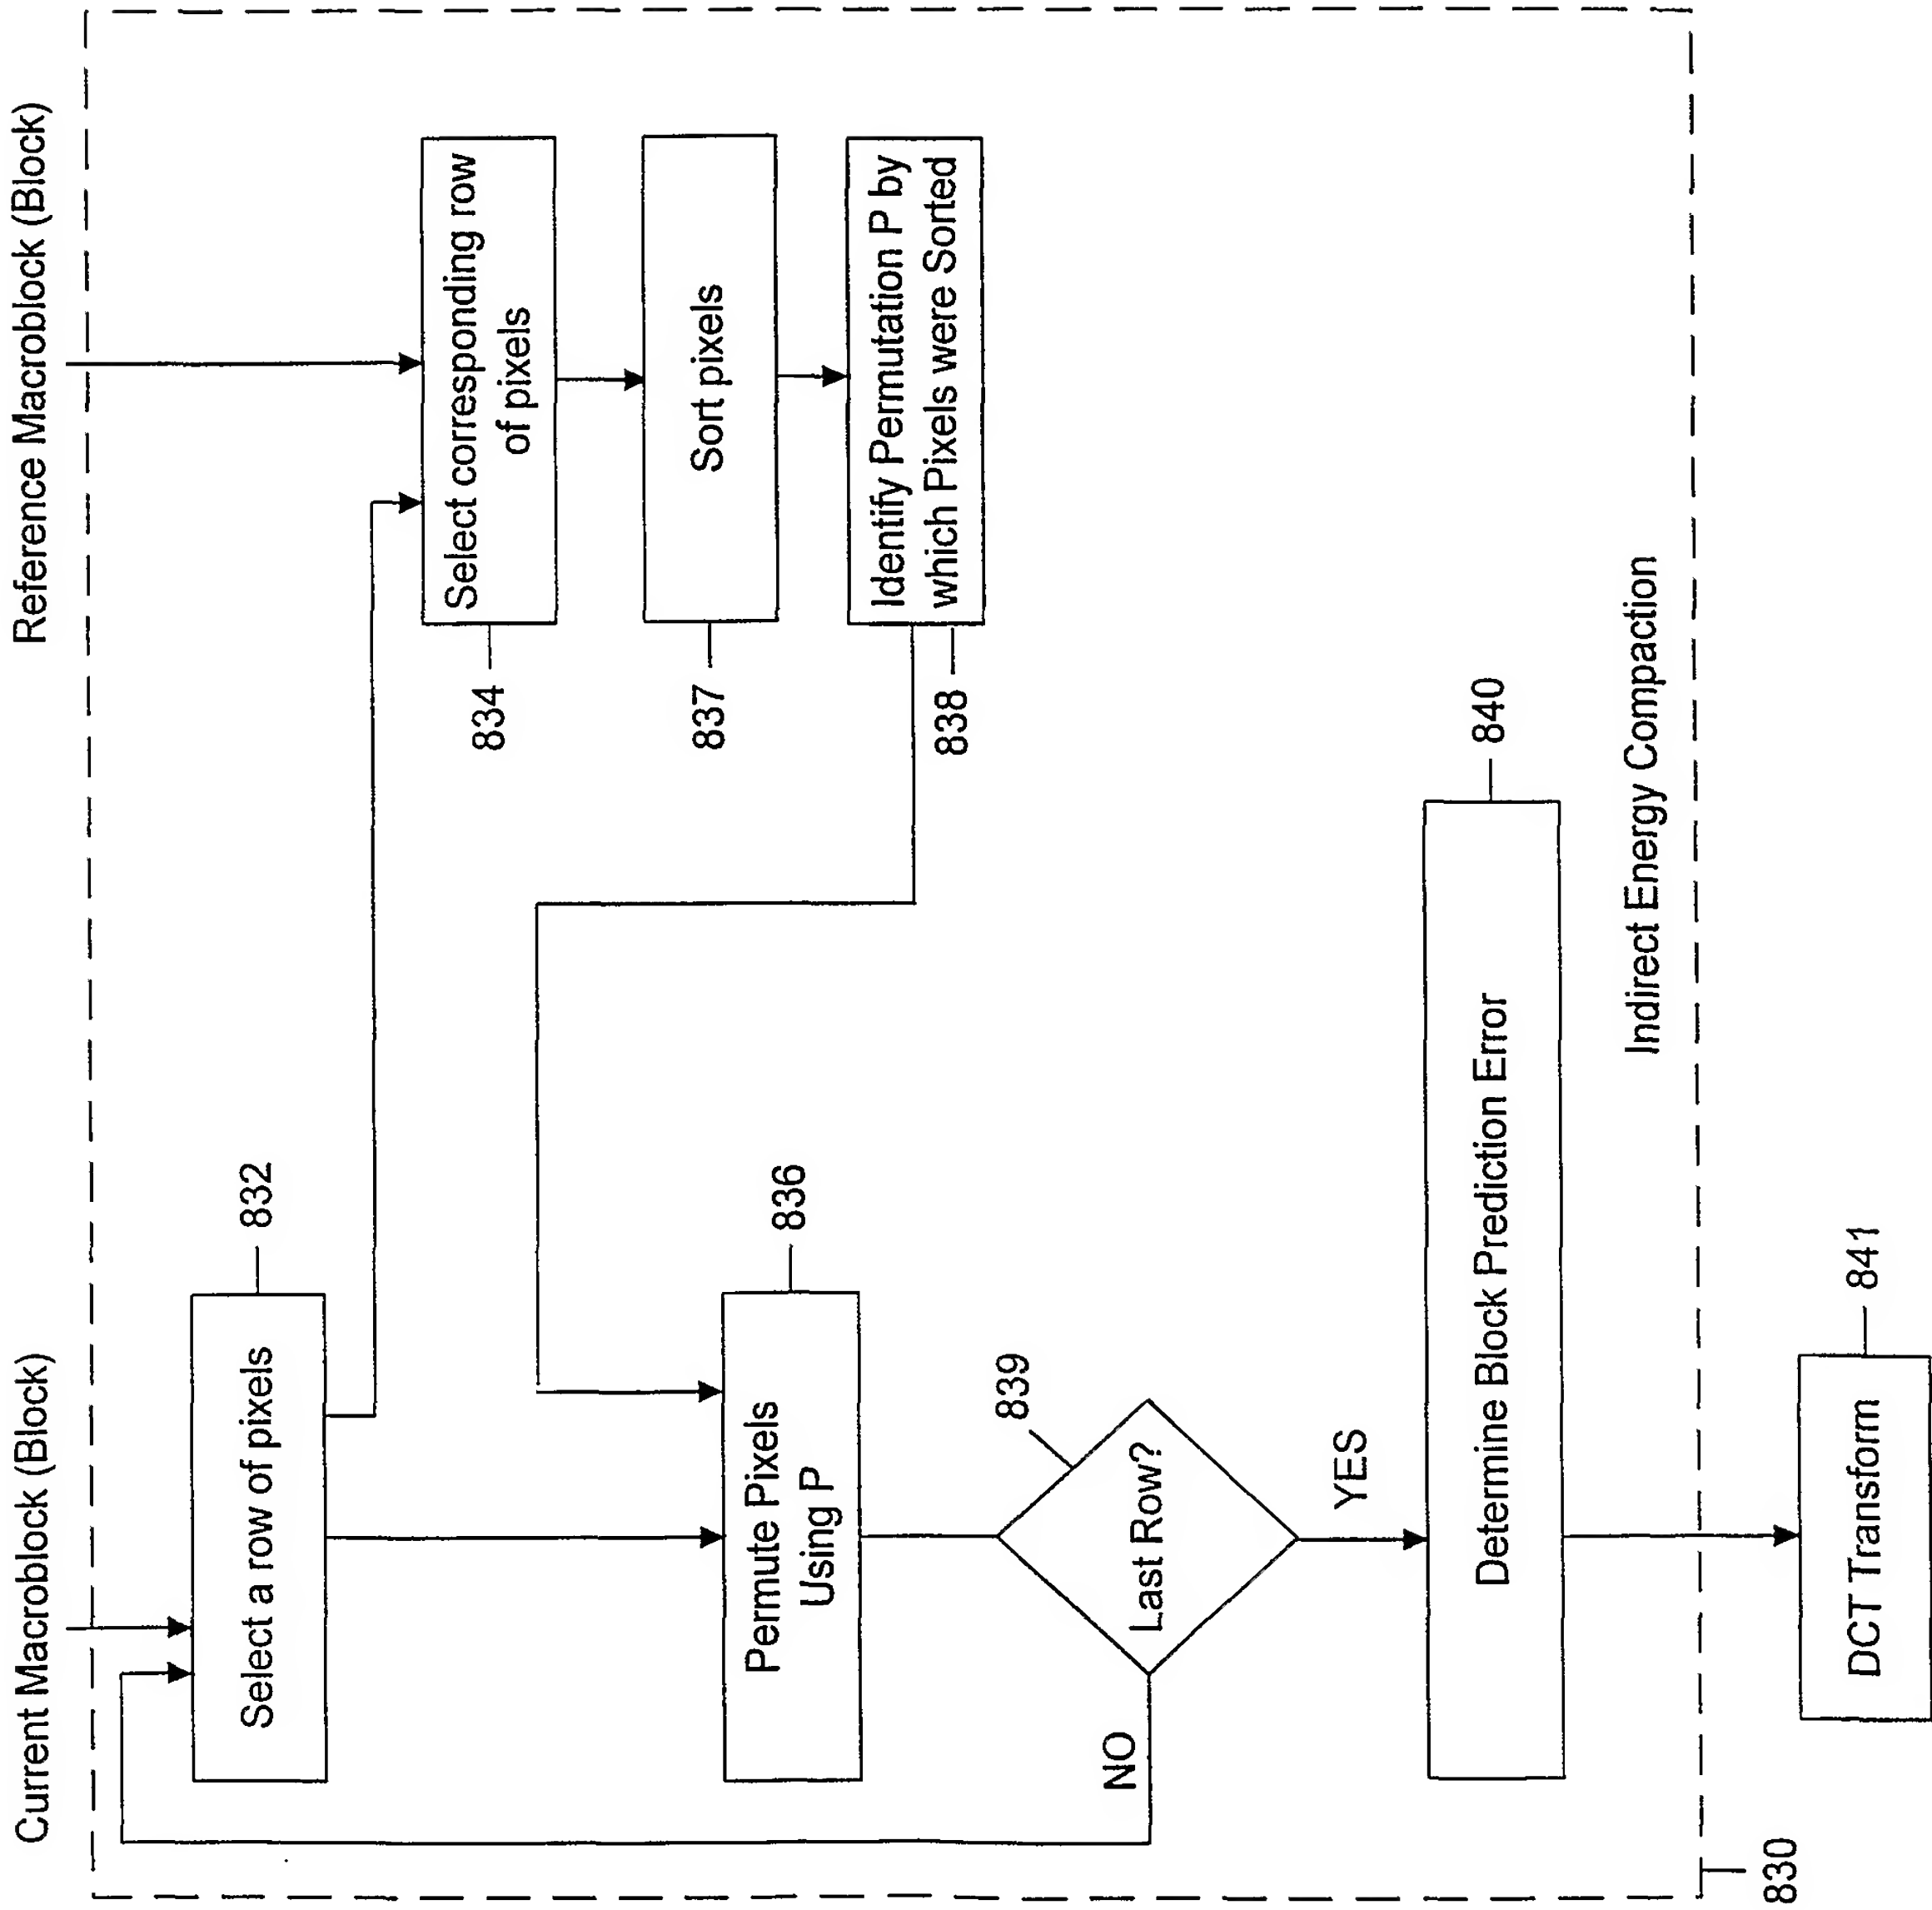 Current Macroblock (Block)
Reference Macroblock (Block)
Select a row of pixels
832
Select corresponding row
of pixels
834
Sort pixels
837
Identify Permutation P by
which Pixels were Sorted
838
Permute Pixels
Using P
836
Last Row?
839
NO
YES
Determine Block Prediction Error
840
Indirect Energy Compaction
830
DCT Transform
841